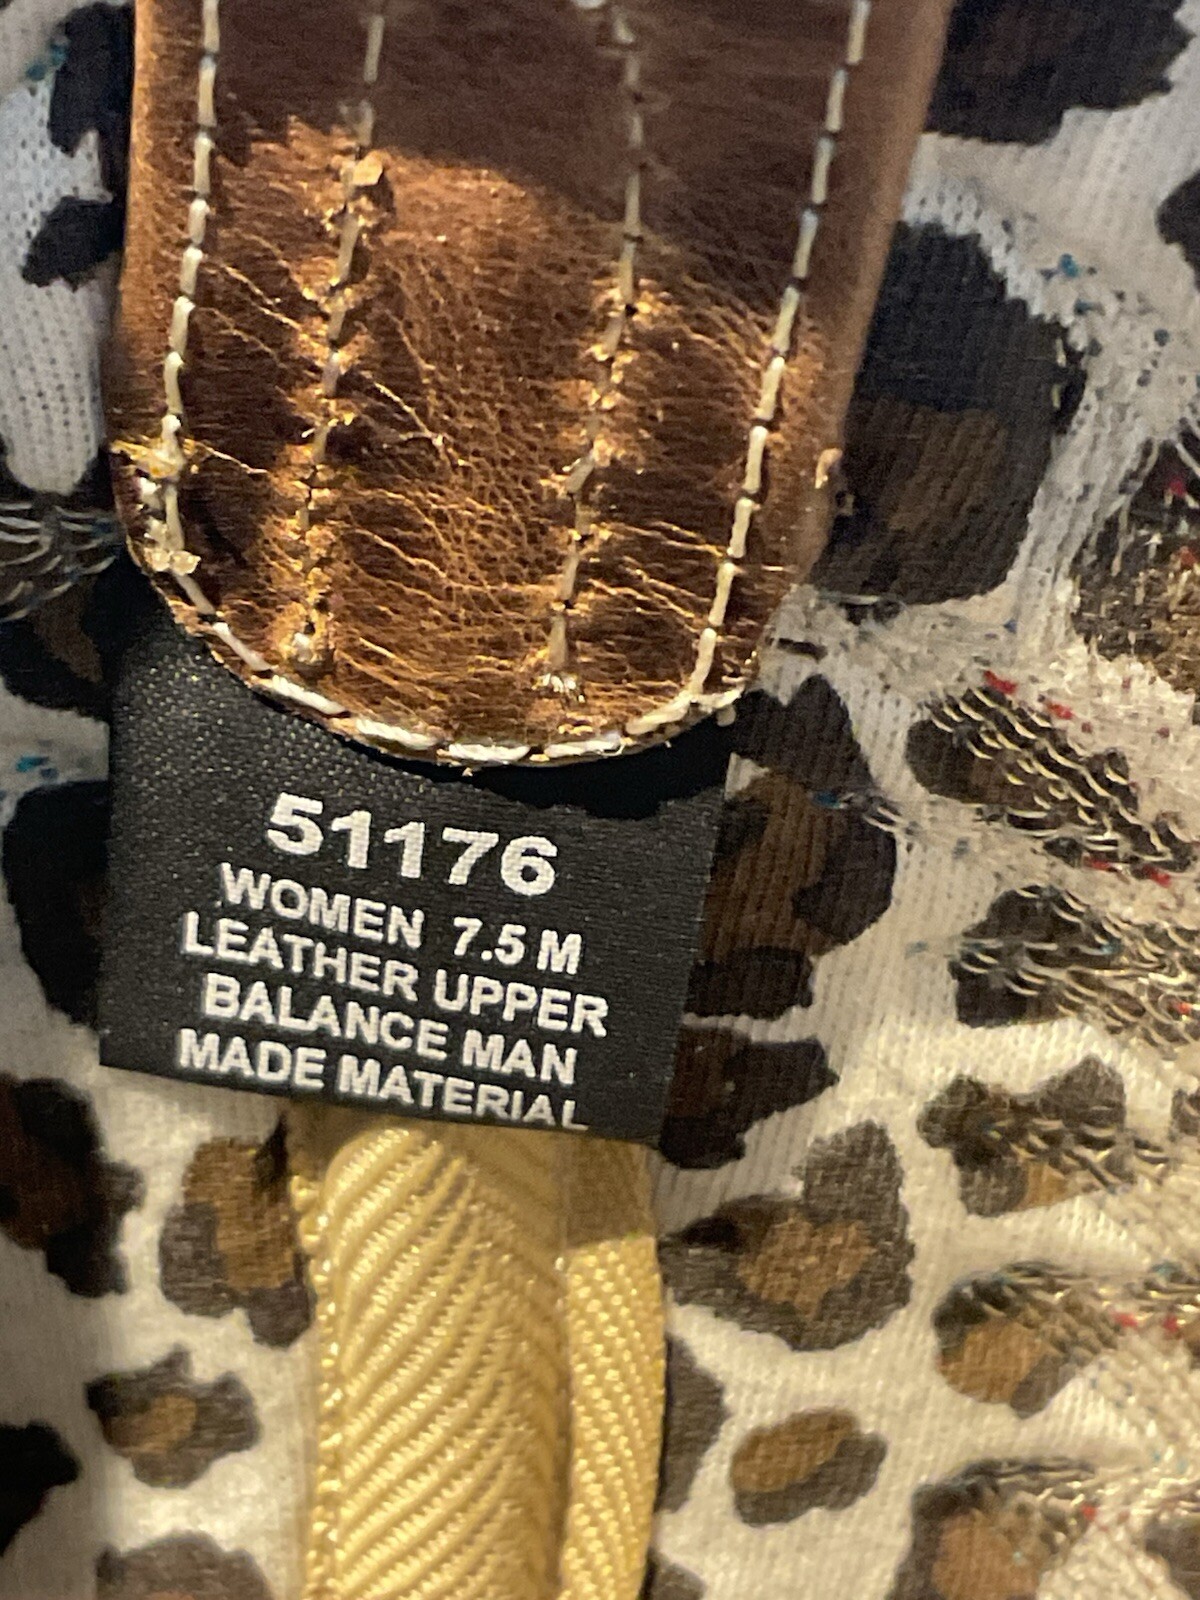 51176
WOMEN 7.5 M
LEATHER UPPER
BALANCE MAN
MADE MATERIAL